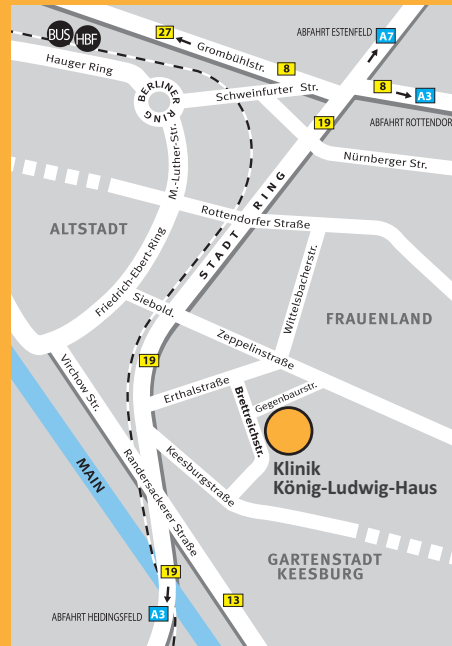 ABFAHRT ESTENFELD
A7
27
BUS
HBF
Grombühlstr.
8
Hauger Ring
8
A3
BERLINER RING
Schweinfurter Str.
ABFAHRT ROTTENDORF
19
M.-Luther-Str.
Nürnberger Str.
STADTRING
Rottendorfer Straße
ALTSTADT
Friedrich-Ebert-Ring
Wittelsbacherstr.
Siebold.
FRAUENLAND
Zeppelinstraße
19
Virchow Str.
Erthalstraße
Brettreichstr.
Gegenbaurstr.
Keesburgstraße
Klinik
König-Ludwig-Haus
MAIN
Randersackerer Straße
GARTENSTADT
KEESBURG
19
13
ABFAHRT HEIDINGSFELD
A3